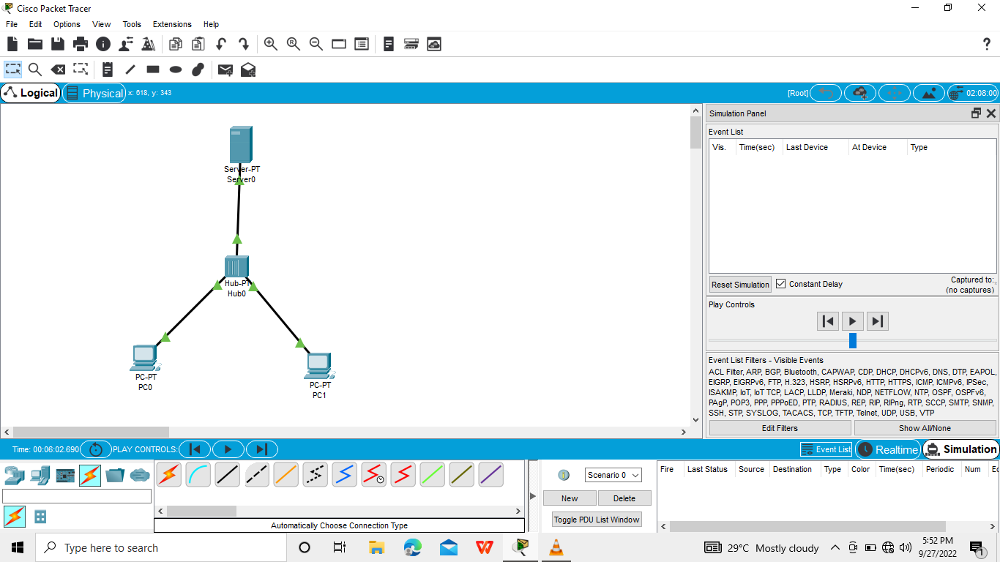 Cisco Packet Tracer
File Edit Options View Tools Extensions Help
?
Logical Physical x: 618, y: 343 [Root] 02:08:00
Server-PT
Server0
Hub-PT
Hub0
PC-PT
PC0
PC-PT
PC1
Simulation Panel
Event List
Vis. Time(sec) Last Device At Device Type
Reset Simulation Constant Delay Captured to:
(no captures)
Play Controls
Event List Filters - Visible Events
ACL Filter, ARP, BGP, Bluetooth, CAPWAP, CDP, DHCP, DHCPv6, DNS, DTP, EAPOL,
EIGRP, EIGRPv6, FTP, H.323, HSRP, HSRPv6, HTTP, HTTPS, ICMP, ICMPv6, IPSec,
ISAKMP, IoT, IoT TCP, LACP, LLDP, Meraki, NDP, NETFLOW, NTP, OSPF, OSPFv6,
PAgP, POP3, PPP, PPPoED, PTP, RADIUS, REP, RIP, RIPng, RTP, SCCP, SMTP, SNMP,
SSH, STP, SYSLOG, TACACS, TCP, TFTP, Telnet, UDP, USB, VTP
Edit Filters Show All/None
Time: 00:06:02.690 PLAY CONTROLS: Event List Realtime Simulation
Scenario 0
New Delete
Toggle PDU List Window
Fire Last Status Source Destination Type Color Time(sec) Periodic Num
Automatically Choose Connection Type
Type here to search
29°C Mostly cloudy
5:52 PM
9/27/2022
1